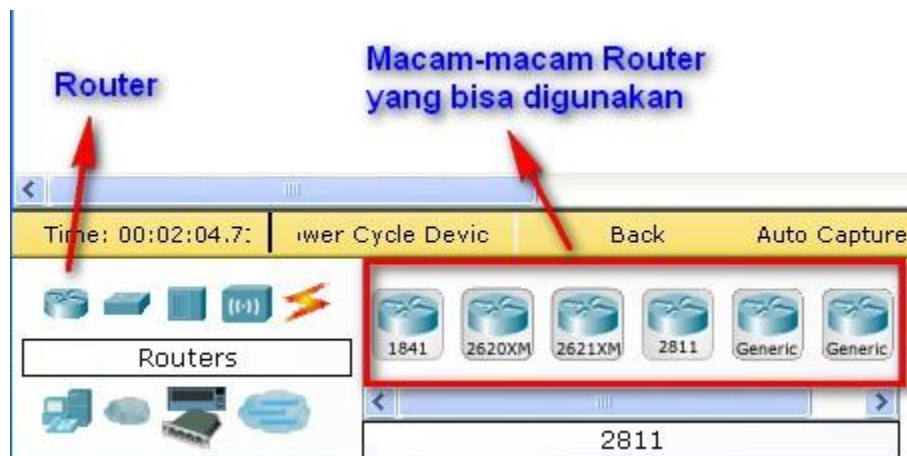 Router
Macam-macam Router
yang bisa digunakan
Time: 00:02:04.7
wer Cycle Devic
Back
Auto Capture
1841
2620XM
2621XM
2811
Generic
Generic
Routers
2811